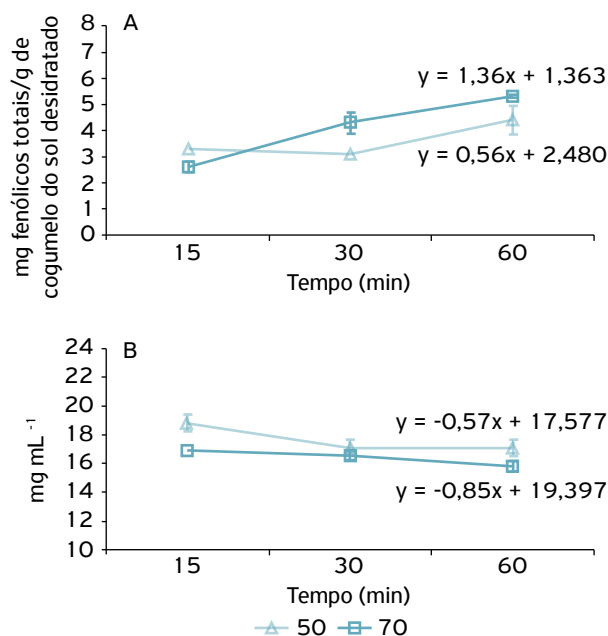 A
mg fenólicos totais/g de
cogumelo do sol desidratado
8
7
6
5
4
3
2
1
0
y = 1,36x + 1,363
y = 0,56x + 2,480
15 30 60
Tempo (min)
B
mg mL -1
24
22
20
18
16
14
12
10
y = -0,57x + 17,577
y = -0,85x + 19,397
15 30 60
Tempo (min)
50 70